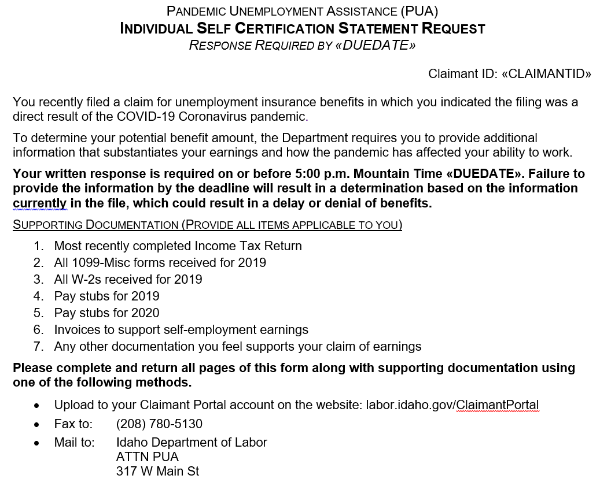 PANDEMIC UNEMPLOYMENT ASSISTANCE (PUA)
INDIVIDUAL SELF CERTIFICATION STATEMENT REQUEST
RESPONSE REQUIRED BY «DUEDATE»
Claimant ID: «CLAIMANTID»
You recently filed a claim for unemployment insurance benefits in which you indicated the filing was a
direct result of the COVID-19 Coronavirus pandemic.
To determine your potential benefit amount, the Department requires you to provide additional
information that substantiates your earnings and how the pandemic has affected your ability to work.
Your written response is required on or before 5:00 p.m. Mountain Time «DUEDATE». Failure to
provide the information by the deadline will result in a determination based on the information
currently in the file, which could result in a delay or denial of benefits.
SUPPORTING DOCUMENTATION (PROVIDE ALL ITEMS APPLICABLE TO YOU)
1. Most recently completed Income Tax Return
2. All 1099-Misc forms received for 2019
3. All W-2s received for 2019
4. Pay stubs for 2019
5. Pay stubs for 2020
6. Invoices to support self-employment earnings
7. Any other documentation you feel supports your claim of earnings
Please complete and return all pages of this form along with supporting documentation using
one of the following methods.
• Upload to your Claimant Portal account on the website: labor.idaho.gov/ClaimantPortal
• Fax to: (208) 780-5130
• Mail to: Idaho Department of Labor
ATTN PUA
317 W Main St